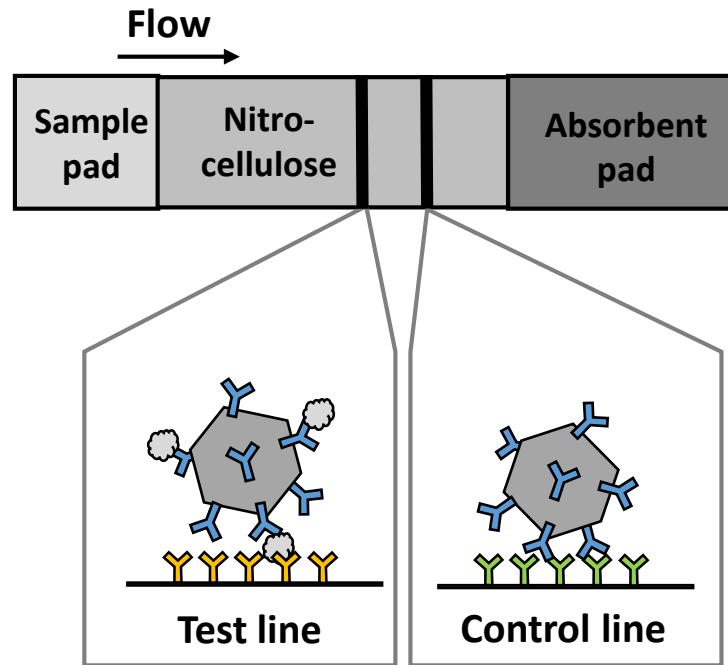 Flow
Sample
pad
Nitro-
cellulose
Absorbent
pad
Test line
Control line